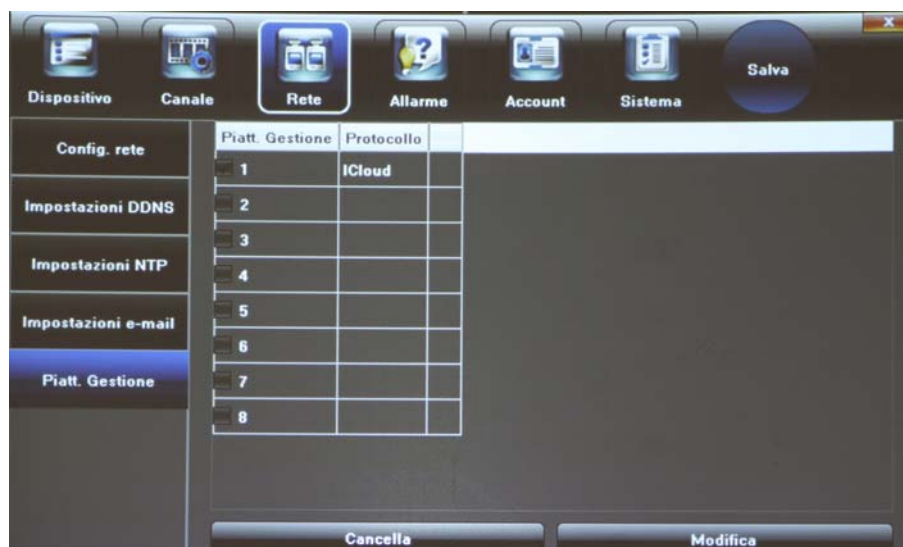 x
Dispositivo Canale Rete Allarme Account Sistema Salva
Config. rete
Impostazioni DDNS
Impostazioni NTP
Impostazioni e-mail
Piatt. Gestione
Piatt. Gestione Protocollo
1 ICloud
2
3
4
5
6
7
8
Cancella Modifica